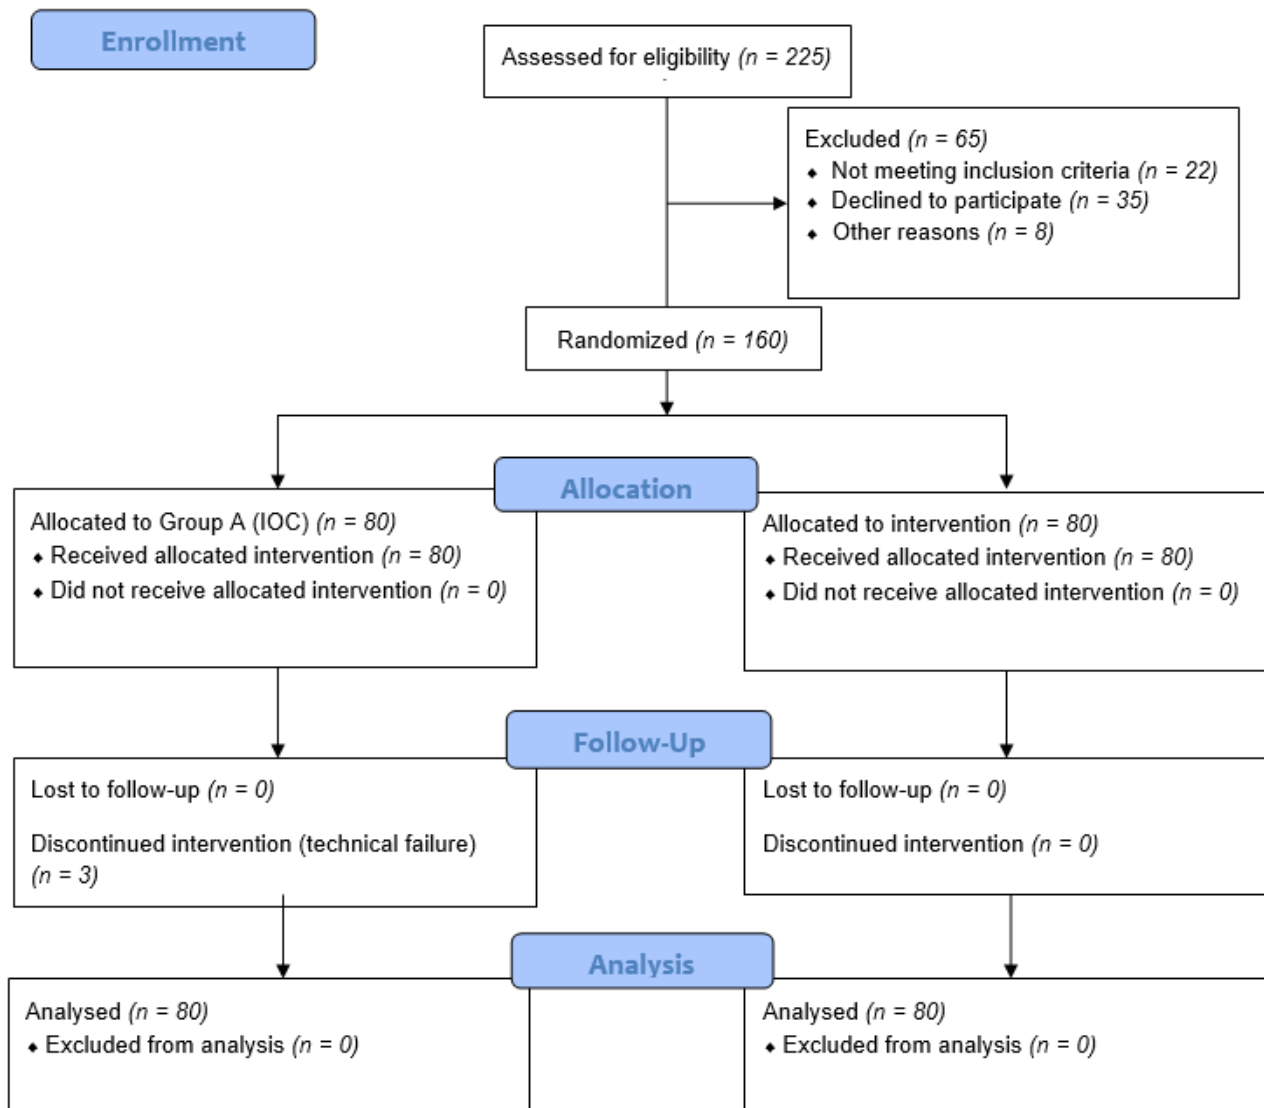 Enrollment
Assessed for eligibility (n = 225)
Excluded (n = 65)
⬥ Not meeting inclusion criteria (n = 22)
⬥ Declined to participate (n = 35)
⬥ Other reasons (n = 8)
Randomized (n = 160)
Allocation
Allocated to Group A (IOC) (n = 80)
⬥ Received allocated intervention (n = 80)
⬥ Did not receive allocated intervention (n = 0)
Allocated to intervention (n = 80)
⬥ Received allocated intervention (n = 80)
⬥ Did not receive allocated intervention (n = 0)
Follow-Up
Lost to follow-up (n = 0)
Discontinued intervention (technical failure)
(n = 3)
Lost to follow-up (n = 0)
Discontinued intervention (n = 0)
Analysis
Analysed (n = 80)
⬥ Excluded from analysis (n = 0)
Analysed (n = 80)
⬥ Excluded from analysis (n = 0)